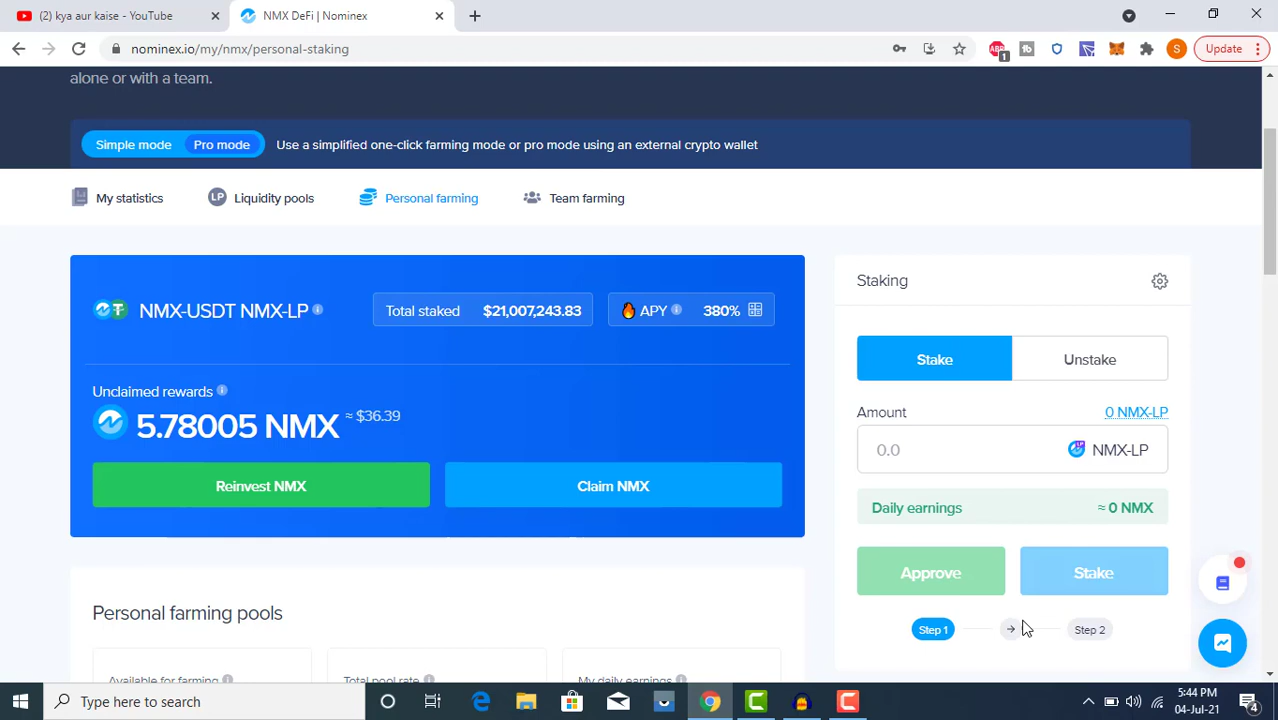 (2) kya aur kaise - YouTube
NMX DeFi | Nominex
nominex.io/my/nmx/personal-staking
ABP
1
tb
S
Update
alone or with a team.
Simple mode
Pro mode
Use a simplified one-click farming mode or pro mode using an external crypto wallet
My statistics
LP
Liquidity pools
Personal farming
Team farming
NMX-USDT NMX-LP
Total staked
$21,007,243.83
APY
380%
Unclaimed rewards
5.78005 NMX
≈ $36.39
Reinvest NMX
Claim NMX
Personal farming pools
Available for farming
Total pool rate
My daily earnings
Staking
Stake
Unstake
Amount
0 NMX-LP
0.0
NMX-LP
Daily earnings
≈ 0 NMX
Approve
Stake
Step 1
Step 2
Type here to search
5:44 PM
04-Jul-21
4